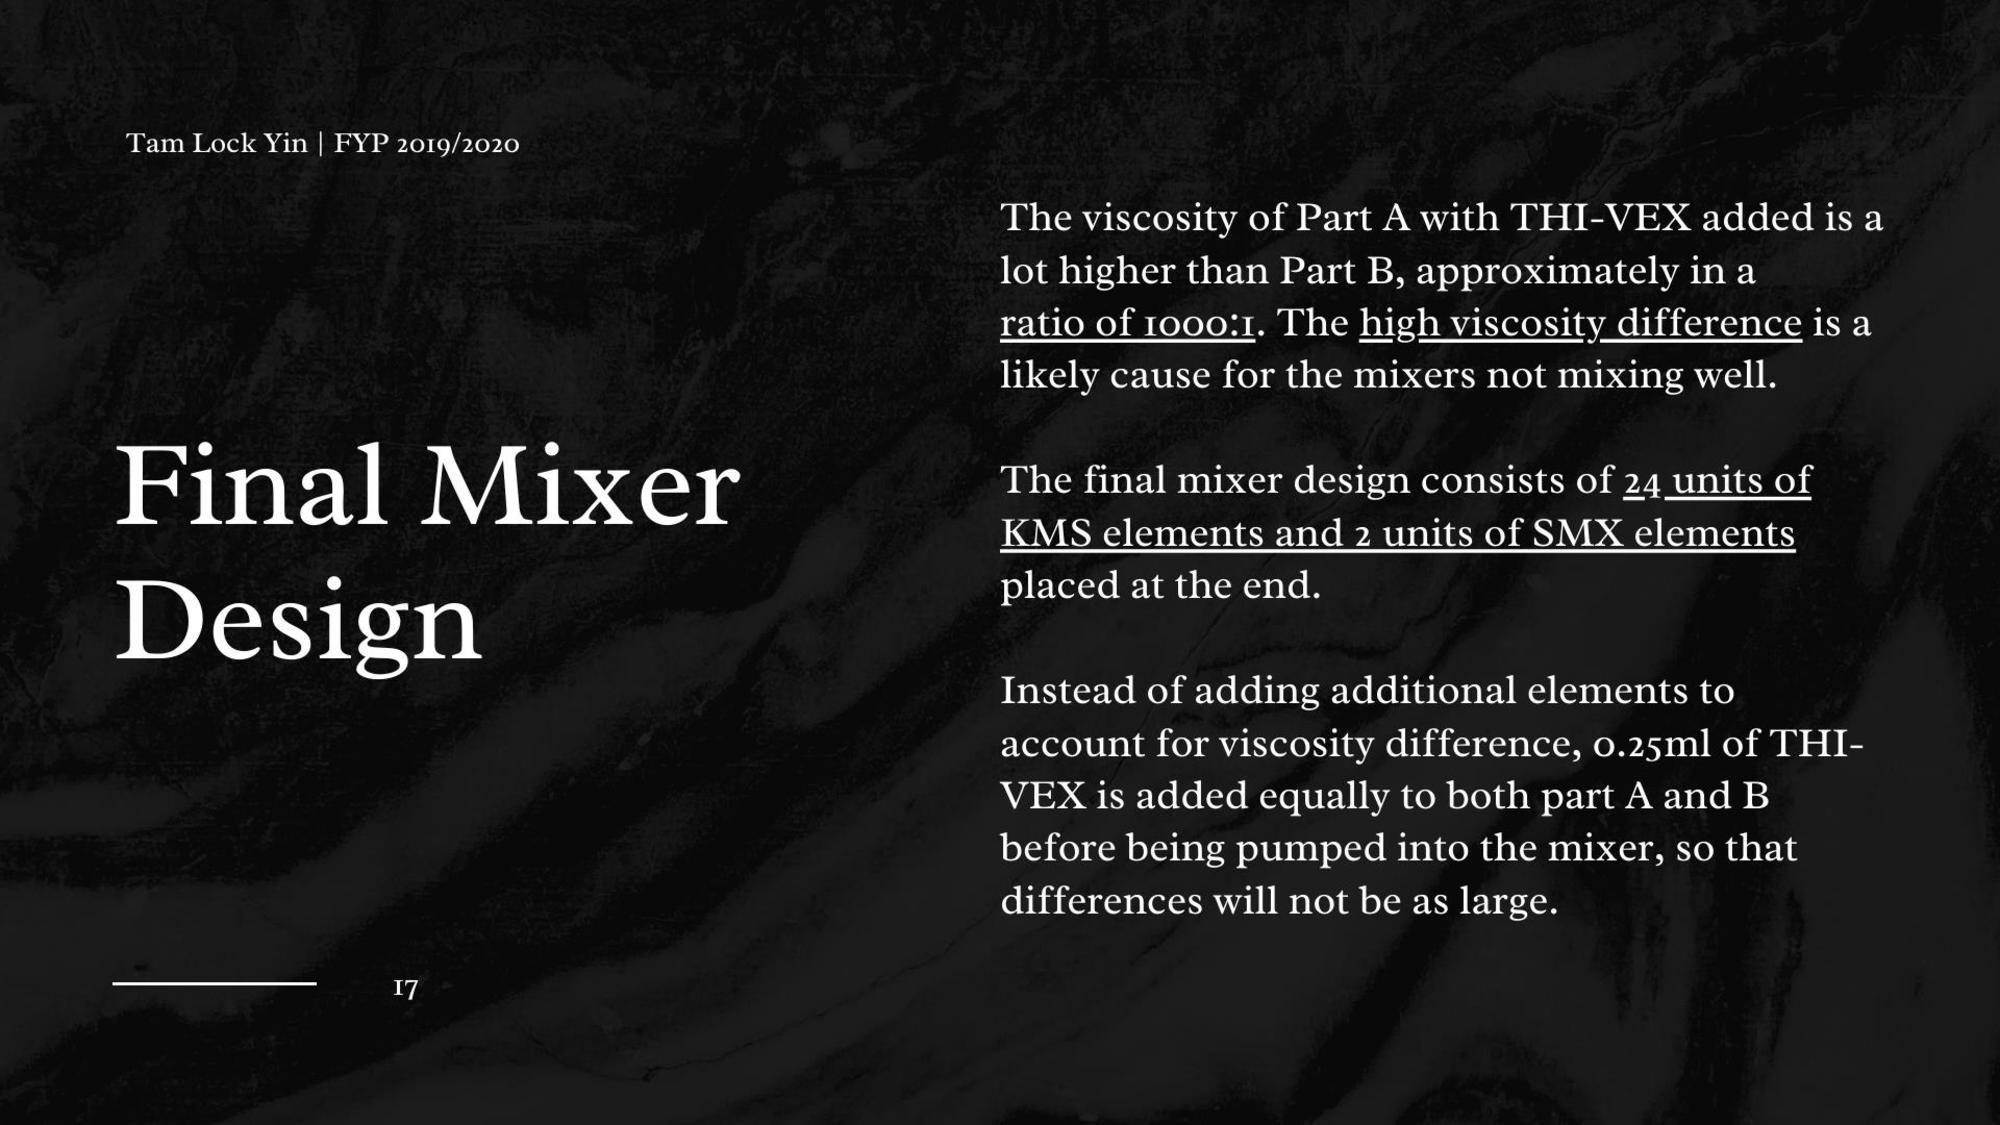 Tam Lock Yin | FYP 2019/2020
Final Mixer
Design
The viscosity of Part A with THI-VEX added is a
lot higher than Part B, approximately in a
ratio of 1000:1. The high viscosity difference is a
likely cause for the mixers not mixing well.
The final mixer design consists of 24 units of
KMS elements and 2 units of SMX elements
placed at the end.
Instead of adding additional elements to
account for viscosity difference, 0.25ml of THI-
VEX is added equally to both part A and B
before being pumped into the mixer, so that
differences will not be as large.
17